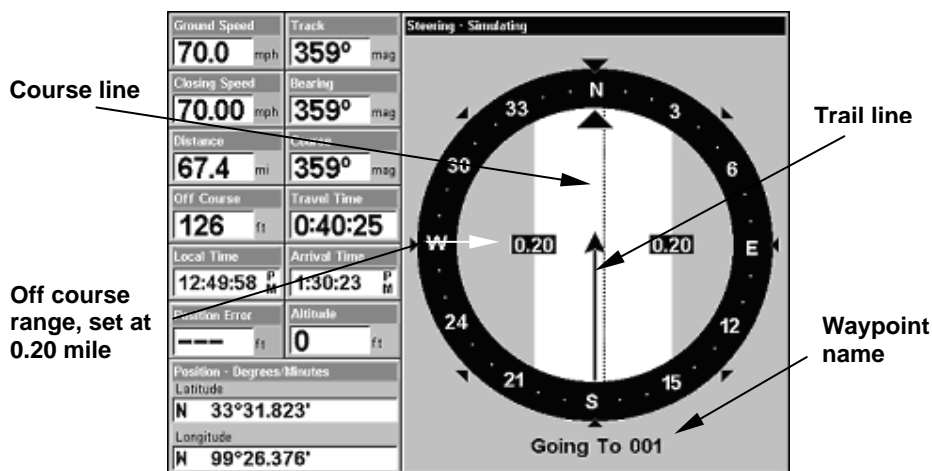 Ground Speed
70.0 mph
Track
359º mag
Closing Speed
70.00 mph
Bearing
359º mag
Distance
67.4 mi
Course
359º mag
Off Course
126 ft
Travel Time
0:40:25
Local Time
12:49:58 PM
Arrival Time
1:30:23 PM
Position Error
--- ft
Altitude
0 ft
Position - Degrees/Minutes
Latitude
N 33°31.823'
Longitude
N 99°26.376'
Steering - Simulating
N
33
3
30
6
W
0.20
0.20
E
24
12
21
15
S
Going To 001
Course line
Off course
range, set at
0.20 mile
Trail line
Waypoint
name